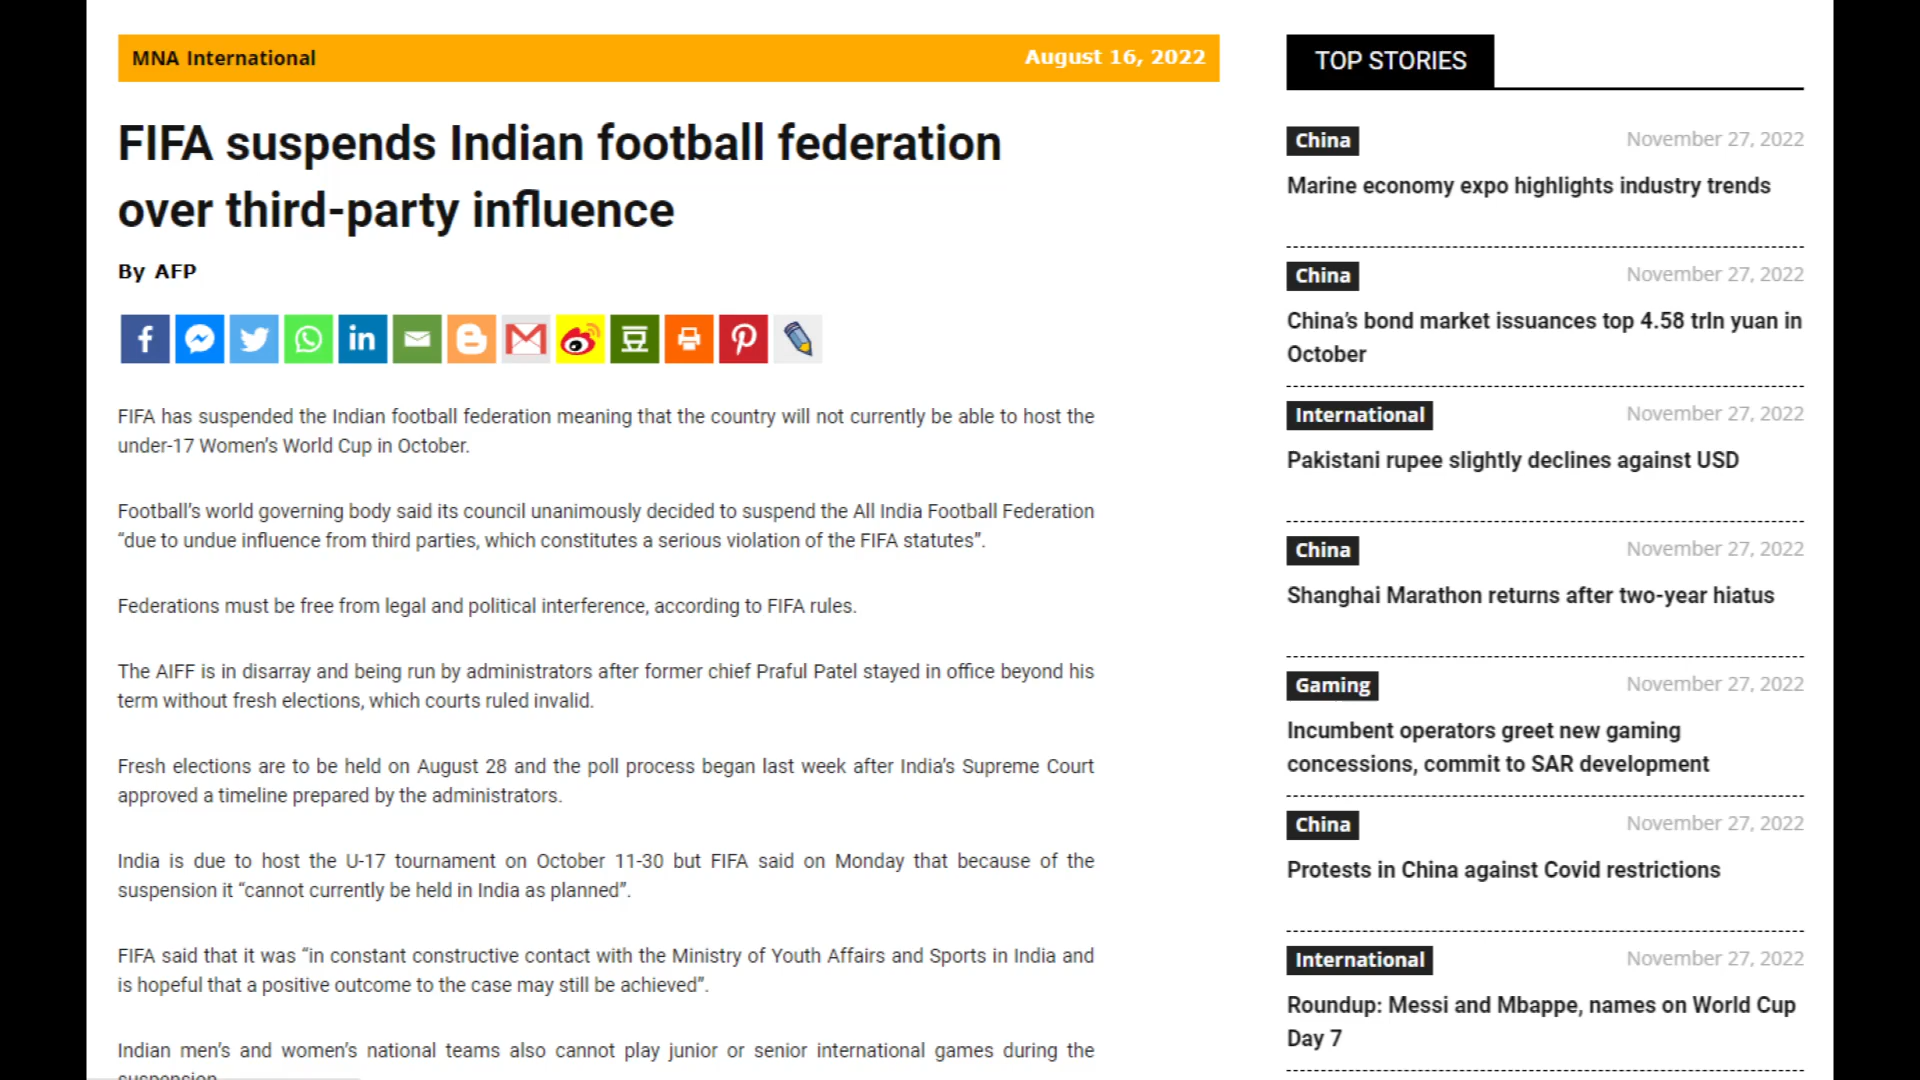 MNA International
August 16, 2022
FIFA suspends Indian football federation
over third-party influence
By AFP
FIFA has suspended the Indian football federation meaning that the country will not currently be able to host the
under-17 Women’s World Cup in October.
Football’s world governing body said its council unanimously decided to suspend the All India Football Federation
“due to undue influence from third parties, which constitutes a serious violation of the FIFA statutes”.
Federations must be free from legal and political interference, according to FIFA rules.
The AIFF is in disarray and being run by administrators after former chief Praful Patel stayed in office beyond his
term without fresh elections, which courts ruled invalid.
Fresh elections are to be held on August 28 and the poll process began last week after India’s Supreme Court
approved a timeline prepared by the administrators.
India is due to host the U-17 tournament on October 11-30 but FIFA said on Monday that because of the
suspension it “cannot currently be held in India as planned”.
FIFA said that it was “in constant constructive contact with the Ministry of Youth Affairs and Sports in India and
is hopeful that a positive outcome to the case may still be achieved”.
Indian men’s and women’s national teams also cannot play junior or senior international games during the
suspension.
TOP STORIES
China
November 27, 2022
Marine economy expo highlights industry trends
China
November 27, 2022
China’s bond market issuances top 4.58 trln yuan in
October
International
November 27, 2022
Pakistani rupee slightly declines against USD
China
November 27, 2022
Shanghai Marathon returns after two-year hiatus
Gaming
November 27, 2022
Incumbent operators greet new gaming
concessions, commit to SAR development
China
November 27, 2022
Protests in China against Covid restrictions
International
November 27, 2022
Roundup: Messi and Mbappe, names on World Cup
Day 7